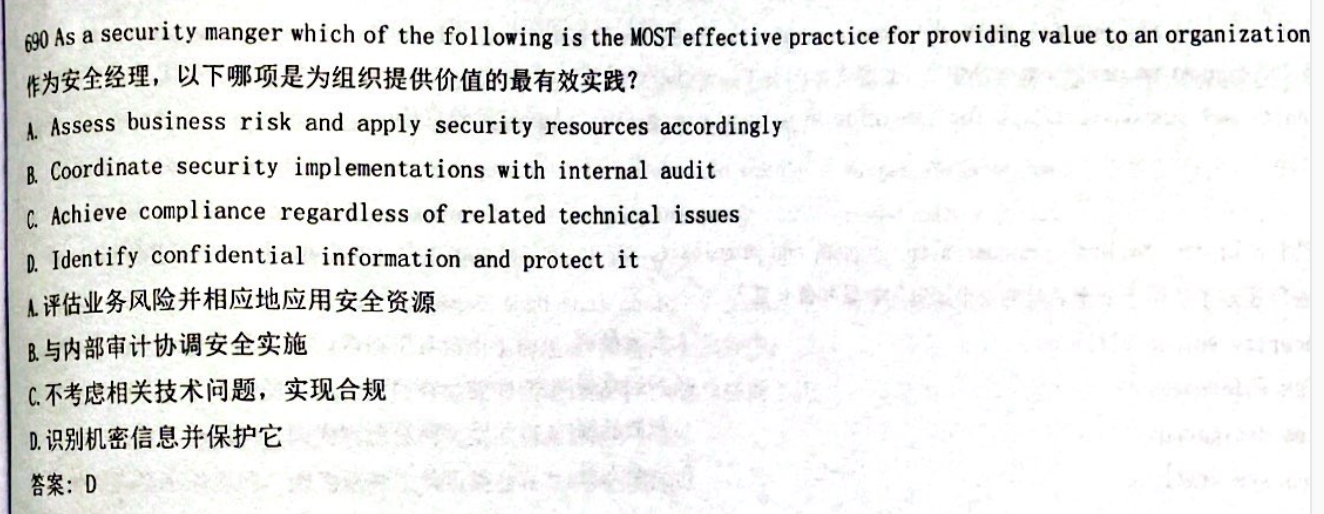 690 As a security manger which of the following is the MOST effective practice for providing value to an organization
作为安全经理，以下哪项是为组织提供价值的最有效实践？
A. Assess business risk and apply security resources accordingly
B. Coordinate security implementations with internal audit
C. Achieve compliance regardless of related technical issues
D. Identify confidential information and protect it
A.评估业务风险并相应地应用安全资源
B.与内部审计协调安全实施
C.不考虑相关技术问题，实现合规
D.识别机密信息并保护它
答案：D